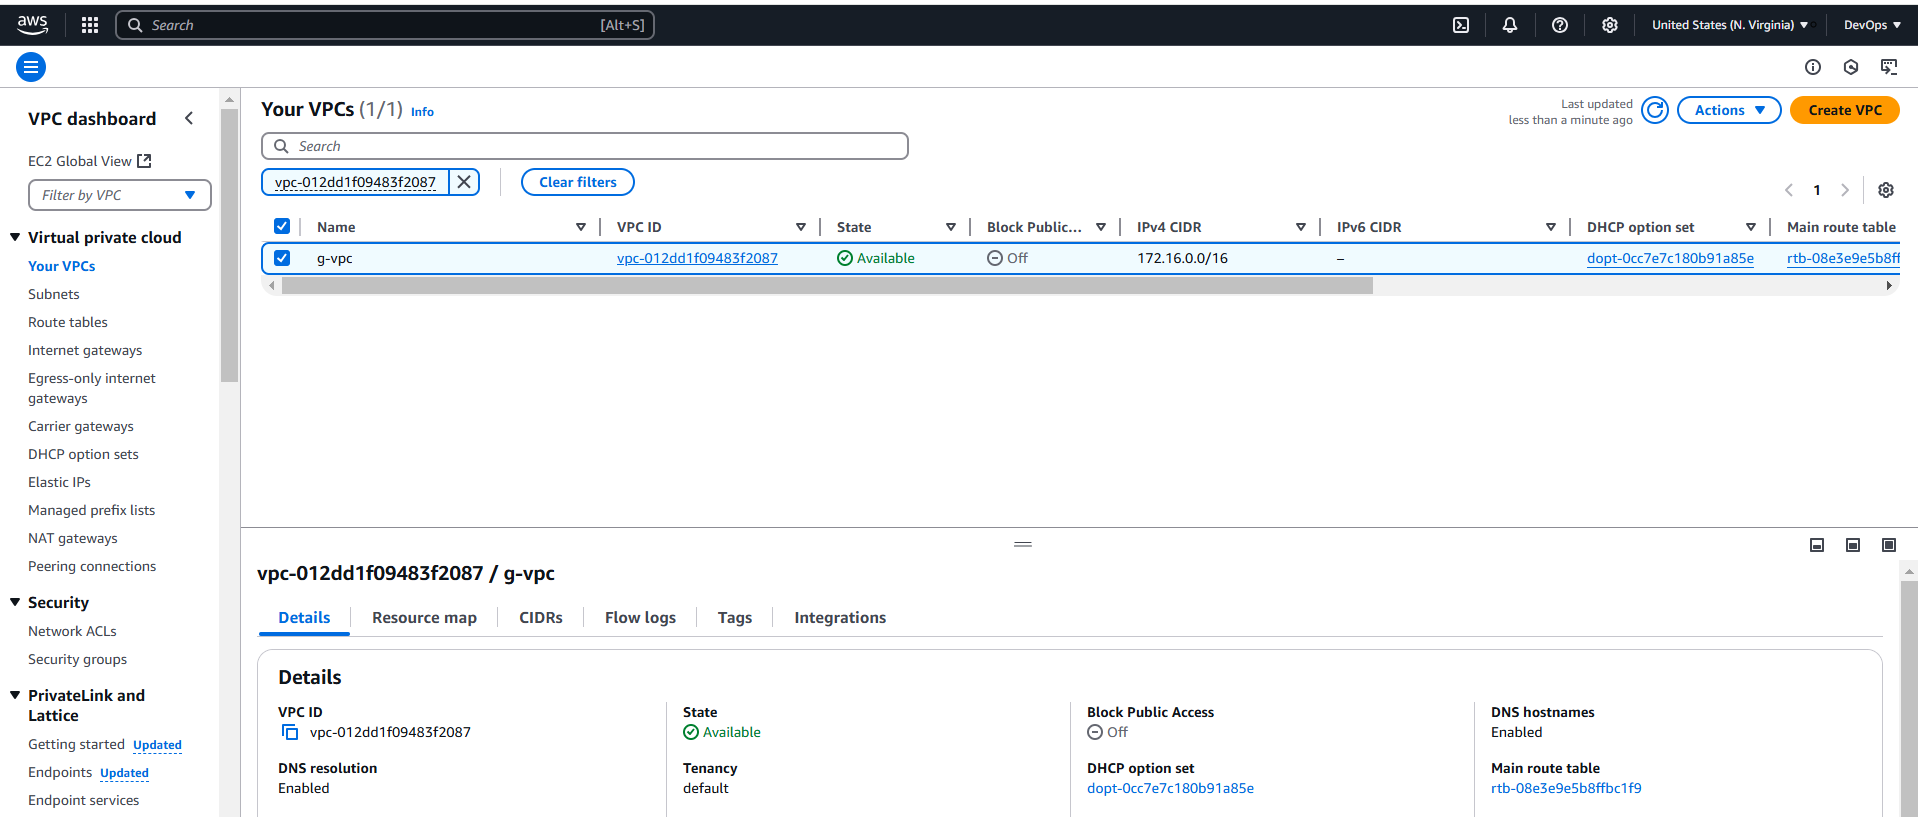 aws
Search [Alt+S]
United States (N. Virginia)
DevOps
VPC dashboard
EC2 Global View
Filter by VPC
Virtual private cloud
Your VPCs
Subnets
Route tables
Internet gateways
Egress-only internet
gateways
Carrier gateways
DHCP option sets
Elastic IPs
Managed prefix lists
NAT gateways
Peering connections
Security
Network ACLs
Security groups
PrivateLink and
Lattice
Getting started Updated
Endpoints Updated
Endpoint services
Your VPCs (1/1) Info
Last updated
less than a minute ago
Actions
Create VPC
Search
vpc-012dd1f09483f2087
Clear filters
1
Name VPC ID State Block Public... IPv4 CIDR IPv6 CIDR DHCP option set Main route table
g-vpc vpc-012dd1f09483f2087 Available Off 172.16.0.0/16 – dopt-0cc7e7c180b91a85e rtb-08e3e9e5b8ff
vpc-012dd1f09483f2087 / g-vpc
Details Resource map CIDRs Flow logs Tags Integrations
Details
VPC ID
vpc-012dd1f09483f2087
State
Available
Block Public Access
Off
DNS hostnames
Enabled
DNS resolution
Enabled
Tenancy
default
DHCP option set
dopt-0cc7e7c180b91a85e
Main route table
rtb-08e3e9e5b8ffbc1f9